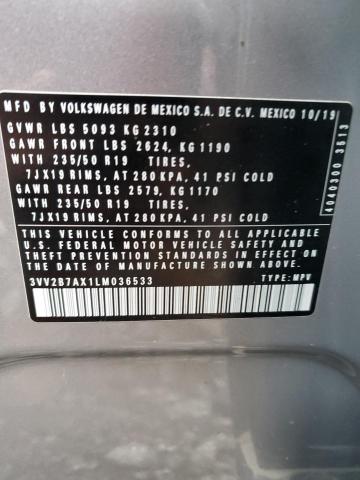 MFD BY VOLKSWAGEN DE MEXICO S.A. DE C.V. MEXICO 10/19
GVWR LBS 5093 KG 2310
GAWR FRONT LBS 2624, KG 1190
WITH 235/50 R19 TIRES,
7JX19 RIMS, AT 280 KPA, 41 PSI COLD
GAWR REAR LBS 2579, KG 1170
WITH 235/50 R19 TIRES,
7JX19 RIMS, AT 280 KPA, 41 PSI COLD
THIS VEHICLE CONFORMS TO ALL APPLICABLE
U.S. FEDERAL MOTOR VEHICLE SAFETY AND
THEFT PREVENTION STANDARDS IN EFFECT ON THE
DATE OF MANUFACTURE SHOWN ABOVE.
3VV2B7AX1LM036533 TYPE: MPV
4040300 3513